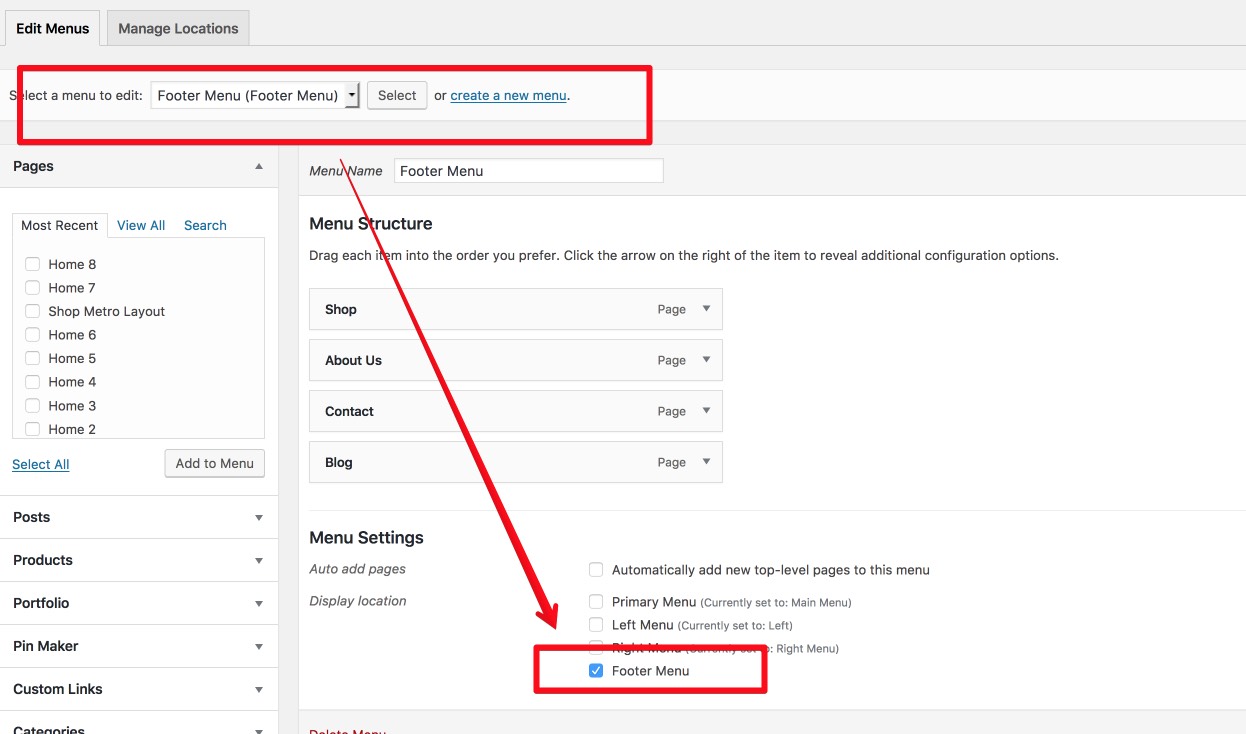 Edit Menus Manage Locations
Select a menu to edit: Footer Menu (Footer Menu) Select or create a new menu.
Pages
Most Recent View All Search
Home 8
Home 7
Shop Metro Layout
Home 6
Home 5
Home 4
Home 3
Home 2
Select All Add to Menu
Posts
Products
Portfolio
Pin Maker
Custom Links
Categories
Menu Name Footer Menu
Menu Structure
Drag each item into the order you prefer. Click the arrow on the right of the item to reveal additional configuration options.
Shop Page
About Us Page
Contact Page
Blog Page
Menu Settings
Auto add pages Automatically add new top-level pages to this menu
Display location Primary Menu (Currently set to: Main Menu)
Left Menu (Currently set to: Left)
Right Menu (Currently set to: Right Menu)
Footer Menu
Delete Menu